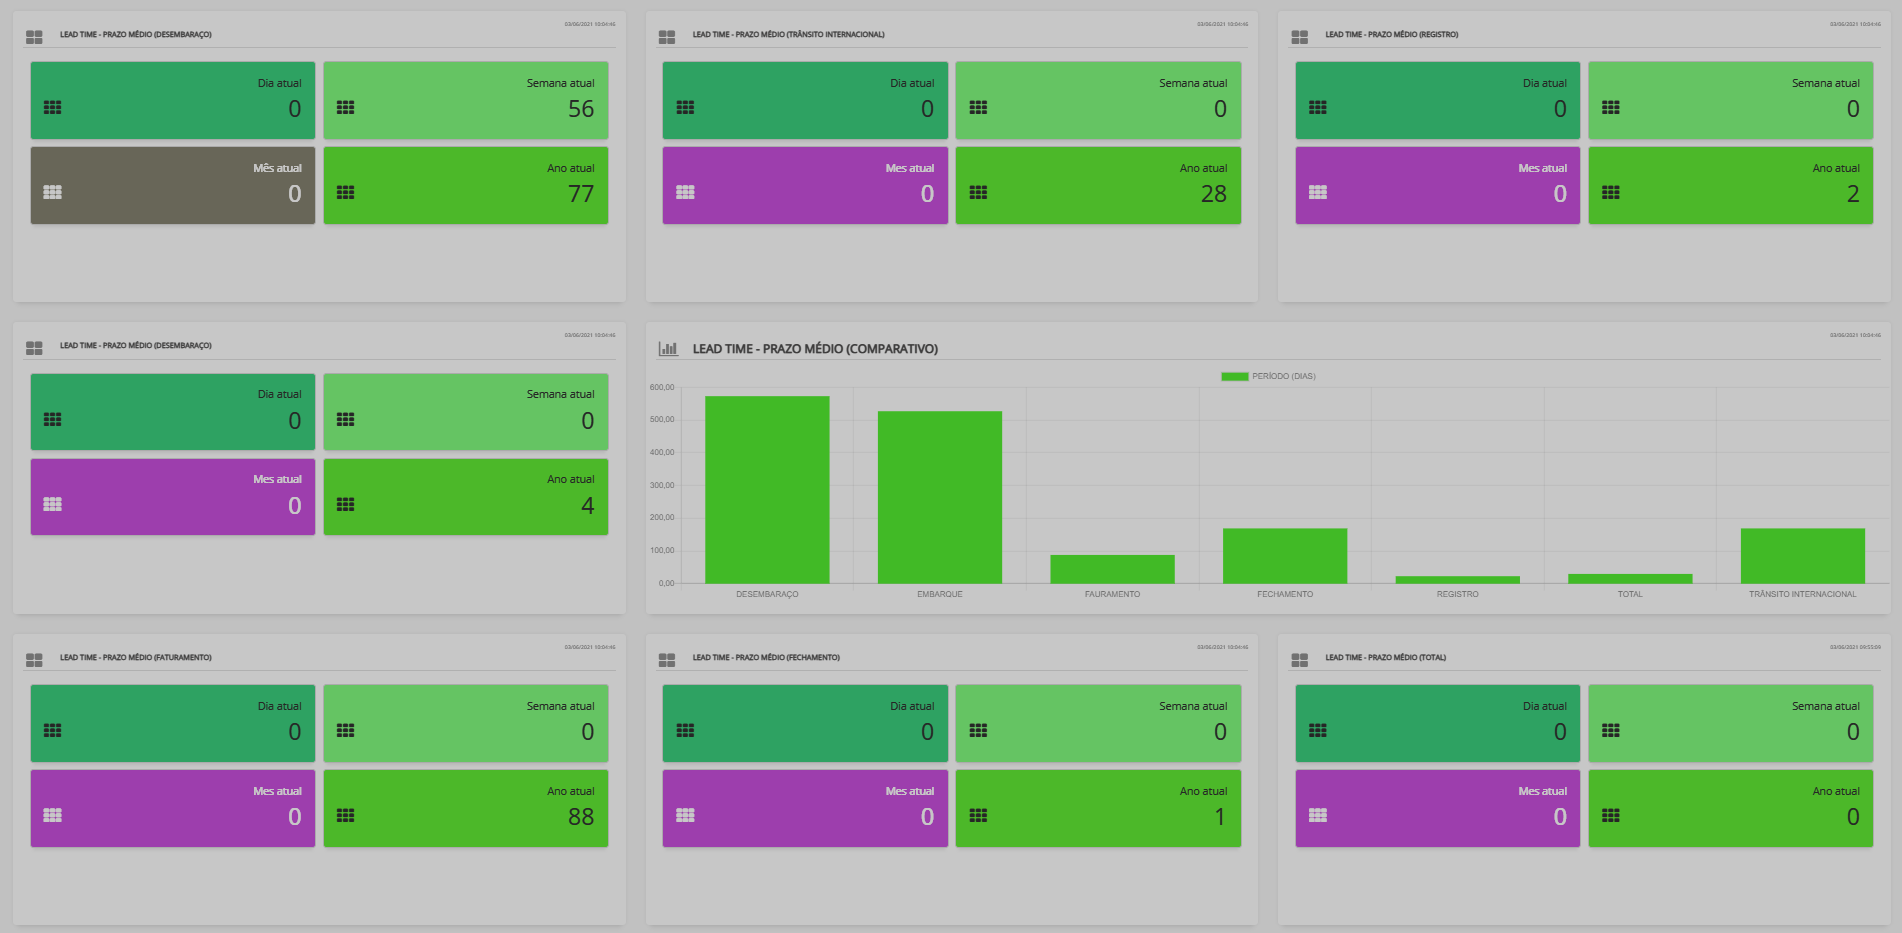 03/06/2021 10:04:46
LEAD TIME - PRAZO MÉDIO (DESEMBARAÇO)
Dia atual
0
Semana atual
56
Mês atual
0
Ano atual
77
03/06/2021 10:04:46
LEAD TIME - PRAZO MÉDIO (TRÂNSITO INTERNACIONAL)
Dia atual
0
Semana atual
0
Mes atual
0
Ano atual
28
03/06/2021 10:04:46
LEAD TIME - PRAZO MÉDIO (REGISTRO)
Dia atual
0
Semana atual
0
Mes atual
0
Ano atual
2
03/06/2021 10:04:46
LEAD TIME - PRAZO MÉDIO (DESEMBARAÇO)
Dia atual
0
Semana atual
0
Mes atual
0
Ano atual
4
03/06/2021 10:04:46
LEAD TIME - PRAZO MÉDIO (COMPARATIVO)
PERÍODO (DIAS)
600,00
500,00
400,00
300,00
200,00
100,00
0,00
DESEMBARAÇO EMBARQUE FAURAMENTO FECHAMENTO REGISTRO TOTAL TRÂNSITO INTERNACIONAL
03/06/2021 10:04:46
LEAD TIME - PRAZO MÉDIO (FATURAMENTO)
Dia atual
0
Semana atual
0
Mes atual
0
Ano atual
88
03/06/2021 10:04:46
LEAD TIME - PRAZO MÉDIO (FECHAMENTO)
Dia atual
0
Semana atual
0
Mes atual
0
Ano atual
1
03/06/2021 09:55:09
LEAD TIME - PRAZO MÉDIO (TOTAL)
Dia atual
0
Semana atual
0
Mes atual
0
Ano atual
0